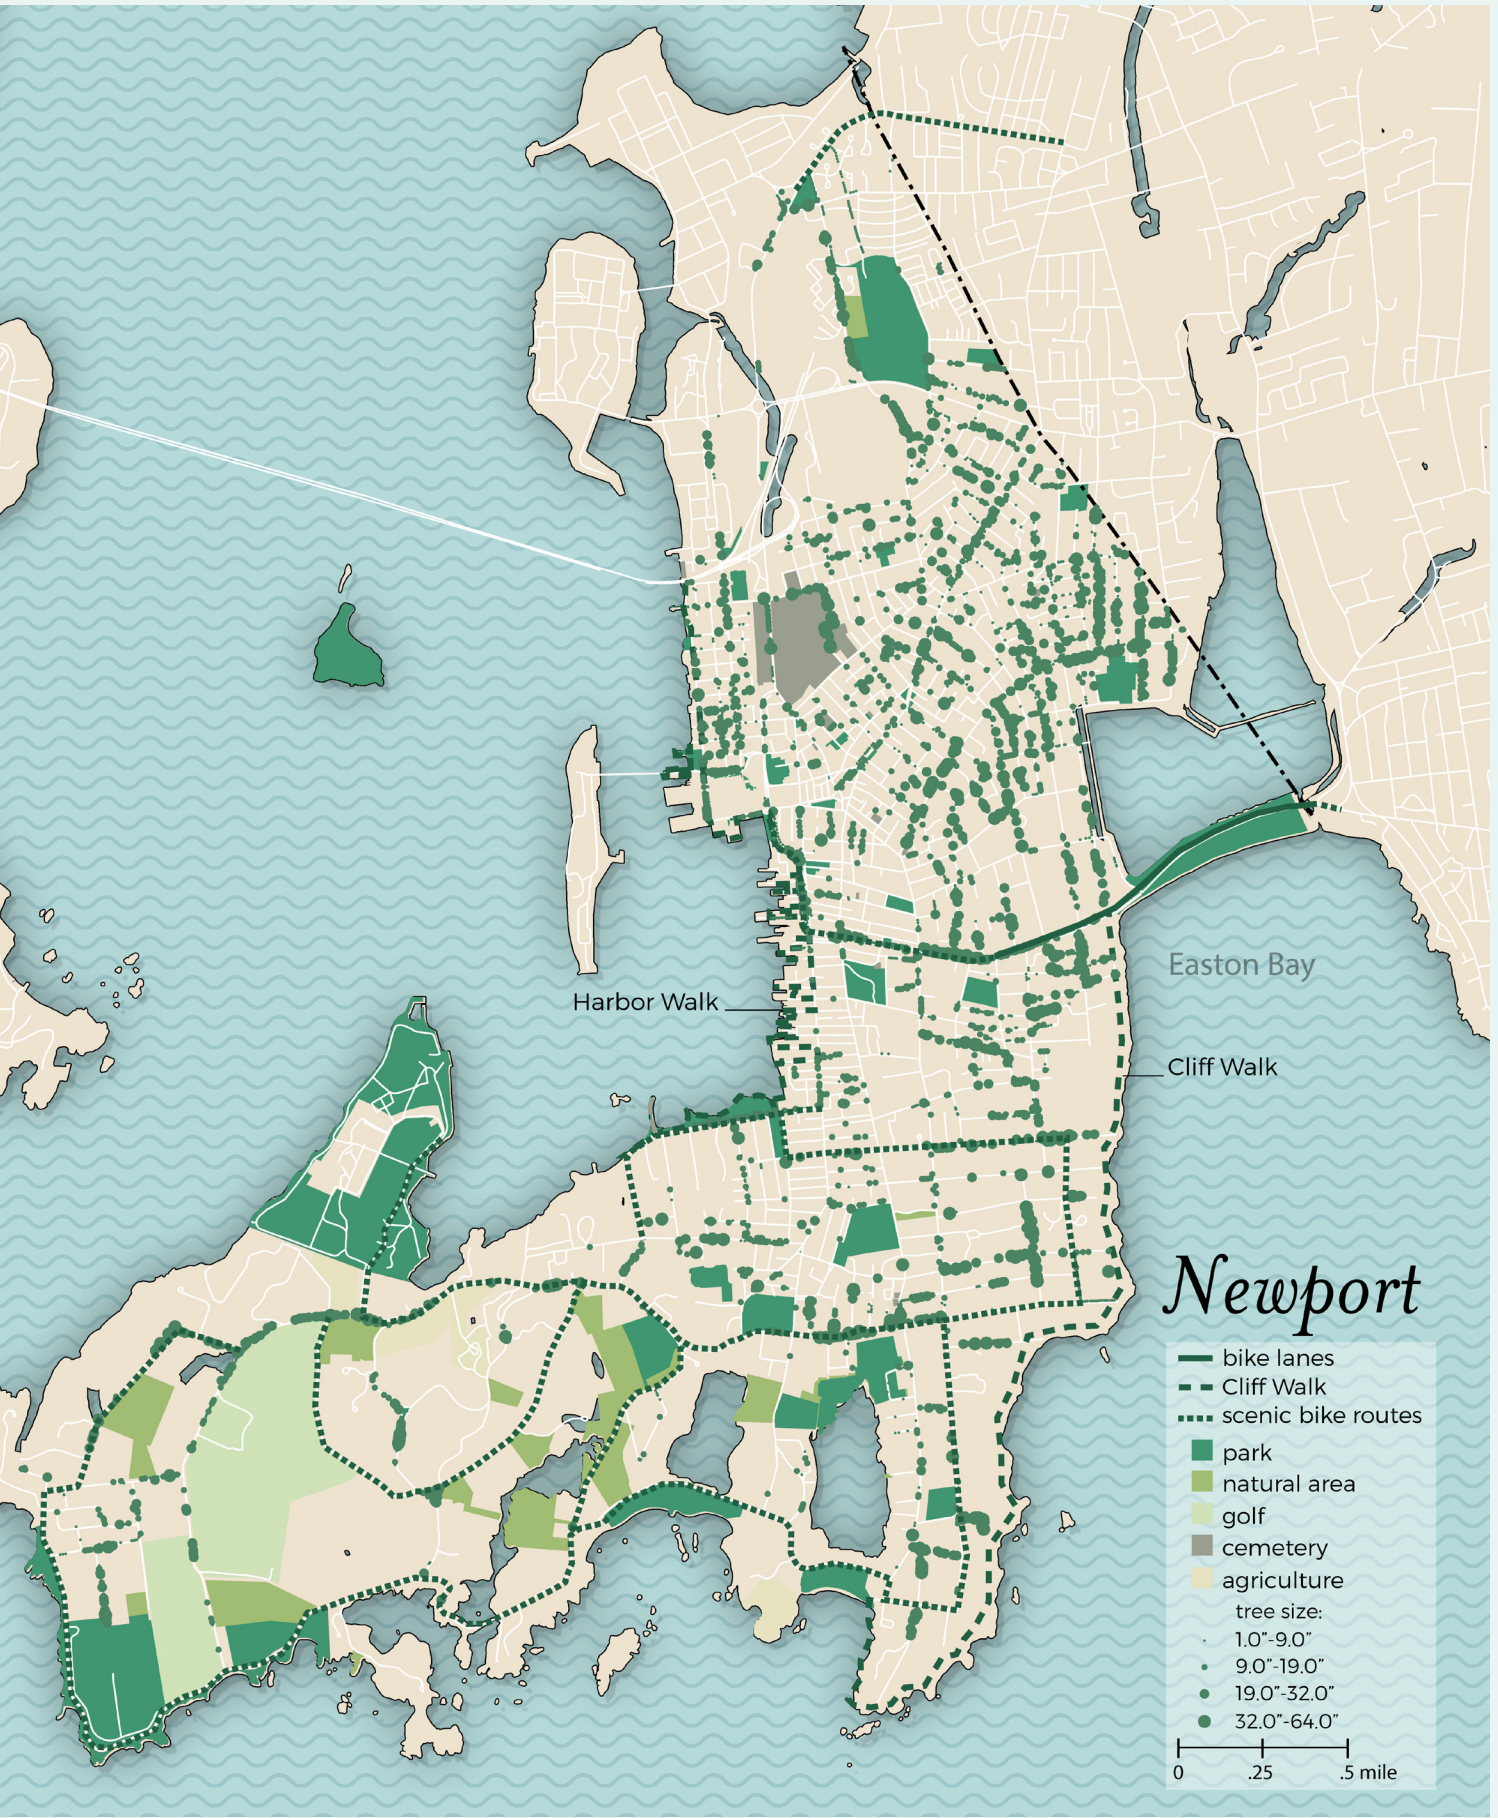 Easton Bay
Harbor Walk
Cliff Walk
Newport
bike lanes
Cliff Walk
scenic bike routes
park
natural area
golf
cemetery
agriculture
tree size:
1.0”-9.0”
9.0”-19.0”
19.0”-32.0”
32.0”-64.0”
0 .25 .5 mile